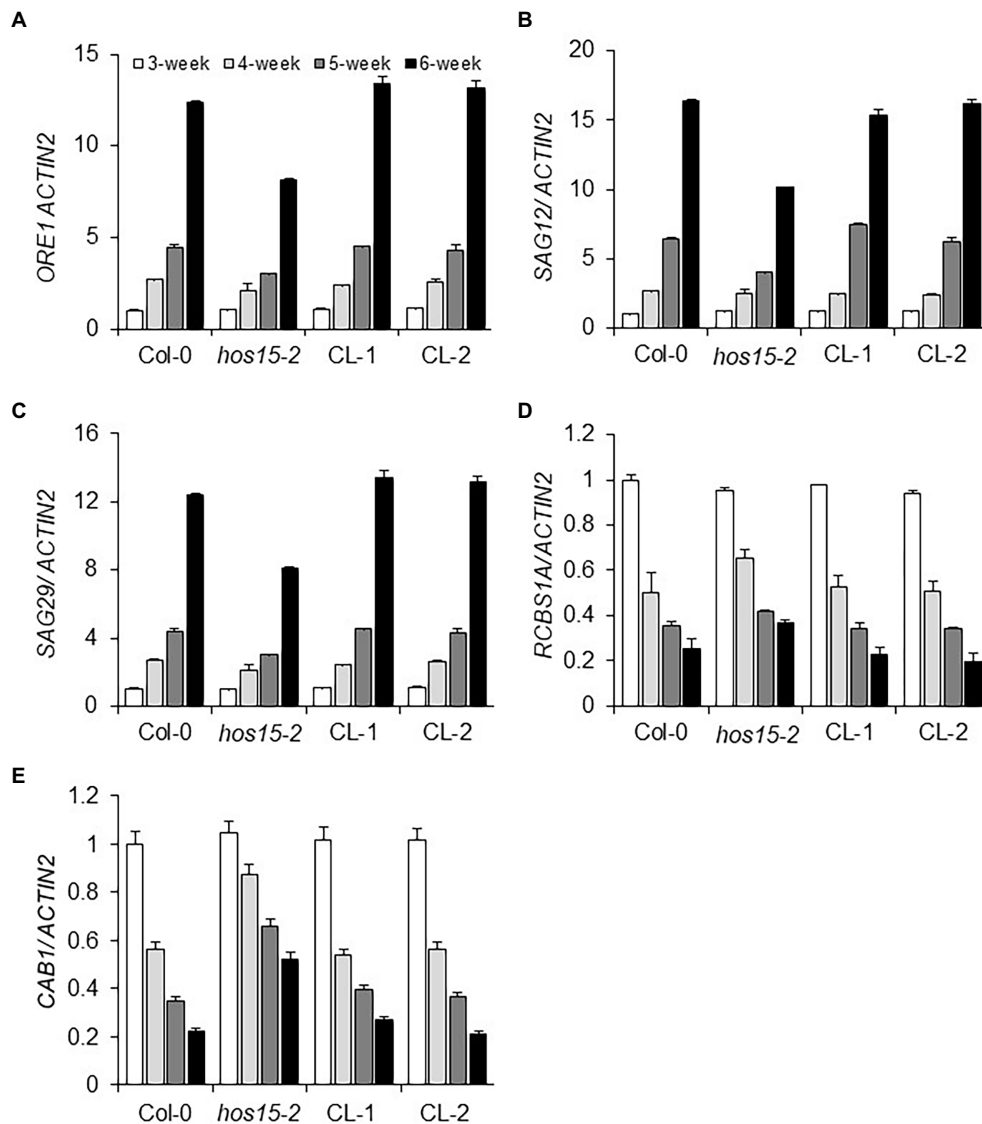 A
ORE1 ACTIN2
15
10
5
0
3-week 4-week 5-week 6-week
Col-0 hos15-2 CL-1 CL-2
B
SAG12/ACTIN2
20
15
10
5
0
Col-0 hos15-2 CL-1 CL-2
C
SAG29/ACTIN2
16
12
8
4
0
Col-0 hos15-2 CL-1 CL-2
D
RCBS1A/ACTIN2
1.2
1
0.8
0.6
0.4
0.2
0
Col-0 hos15-2 CL-1 CL-2
E
CAB1/ACTIN2
1.2
1
0.8
0.6
0.4
0.2
0
Col-0 hos15-2 CL-1 CL-2